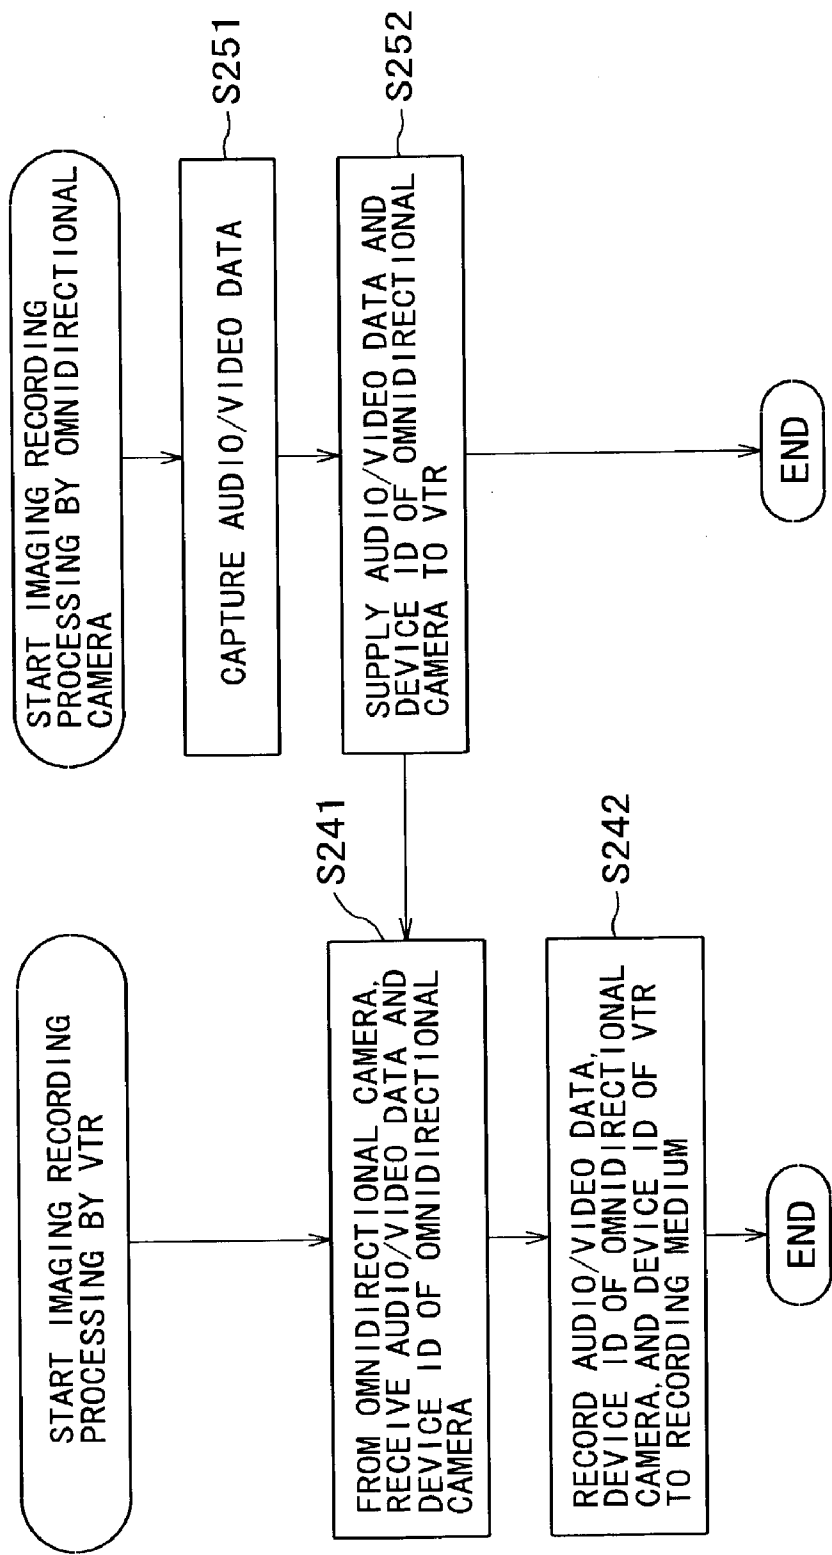 START IMAGING RECORDING
PROCESSING BY VTR
FROM OMNIDIRECTIONAL CAMERA,
RECEIVE AUDIO/VIDEO DATA AND
DEVICE ID OF OMNIDIRECTIONAL
CAMERA
S241
RECORD AUDIO/VIDEO DATA,
DEVICE ID OF OMNIDIRECTIONAL
CAMERA, AND DEVICE ID OF VTR
TO RECORDING MEDIUM
S242
END
START IMAGING RECORDING
PROCESSING BY OMNIDIRECTIONAL
CAMERA
CAPTURE AUDIO/VIDEO DATA
S251
SUPPLY AUDIO/VIDEO DATA AND
DEVICE ID OF OMNIDIRECTIONAL
CAMERA TO VTR
S252
END